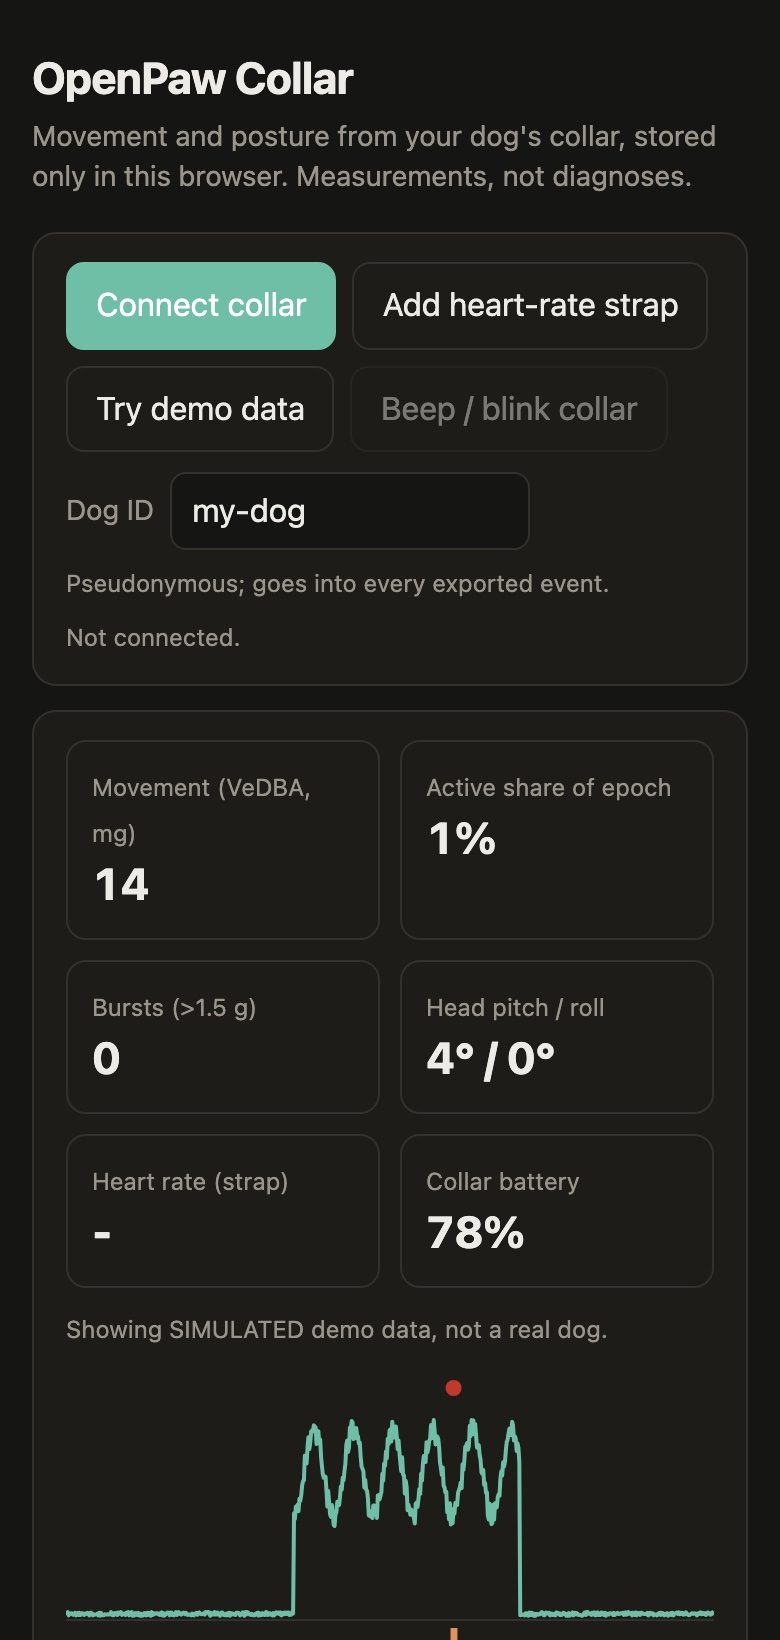 OpenPaw Collar
Movement and posture from your dog's collar, stored
only in this browser. Measurements, not diagnoses.
Connect collar
Add heart-rate strap
Try demo data
Beep / blink collar
Dog ID
my-dog
Pseudonymous; goes into every exported event.
Not connected.
Movement (VeDBA,
mg)
14
Active share of epoch
1%
Bursts (>1.5 g)
0
Head pitch / roll
4° / 0°
Heart rate (strap)
-
Collar battery
78%
Showing SIMULATED demo data, not a real dog.